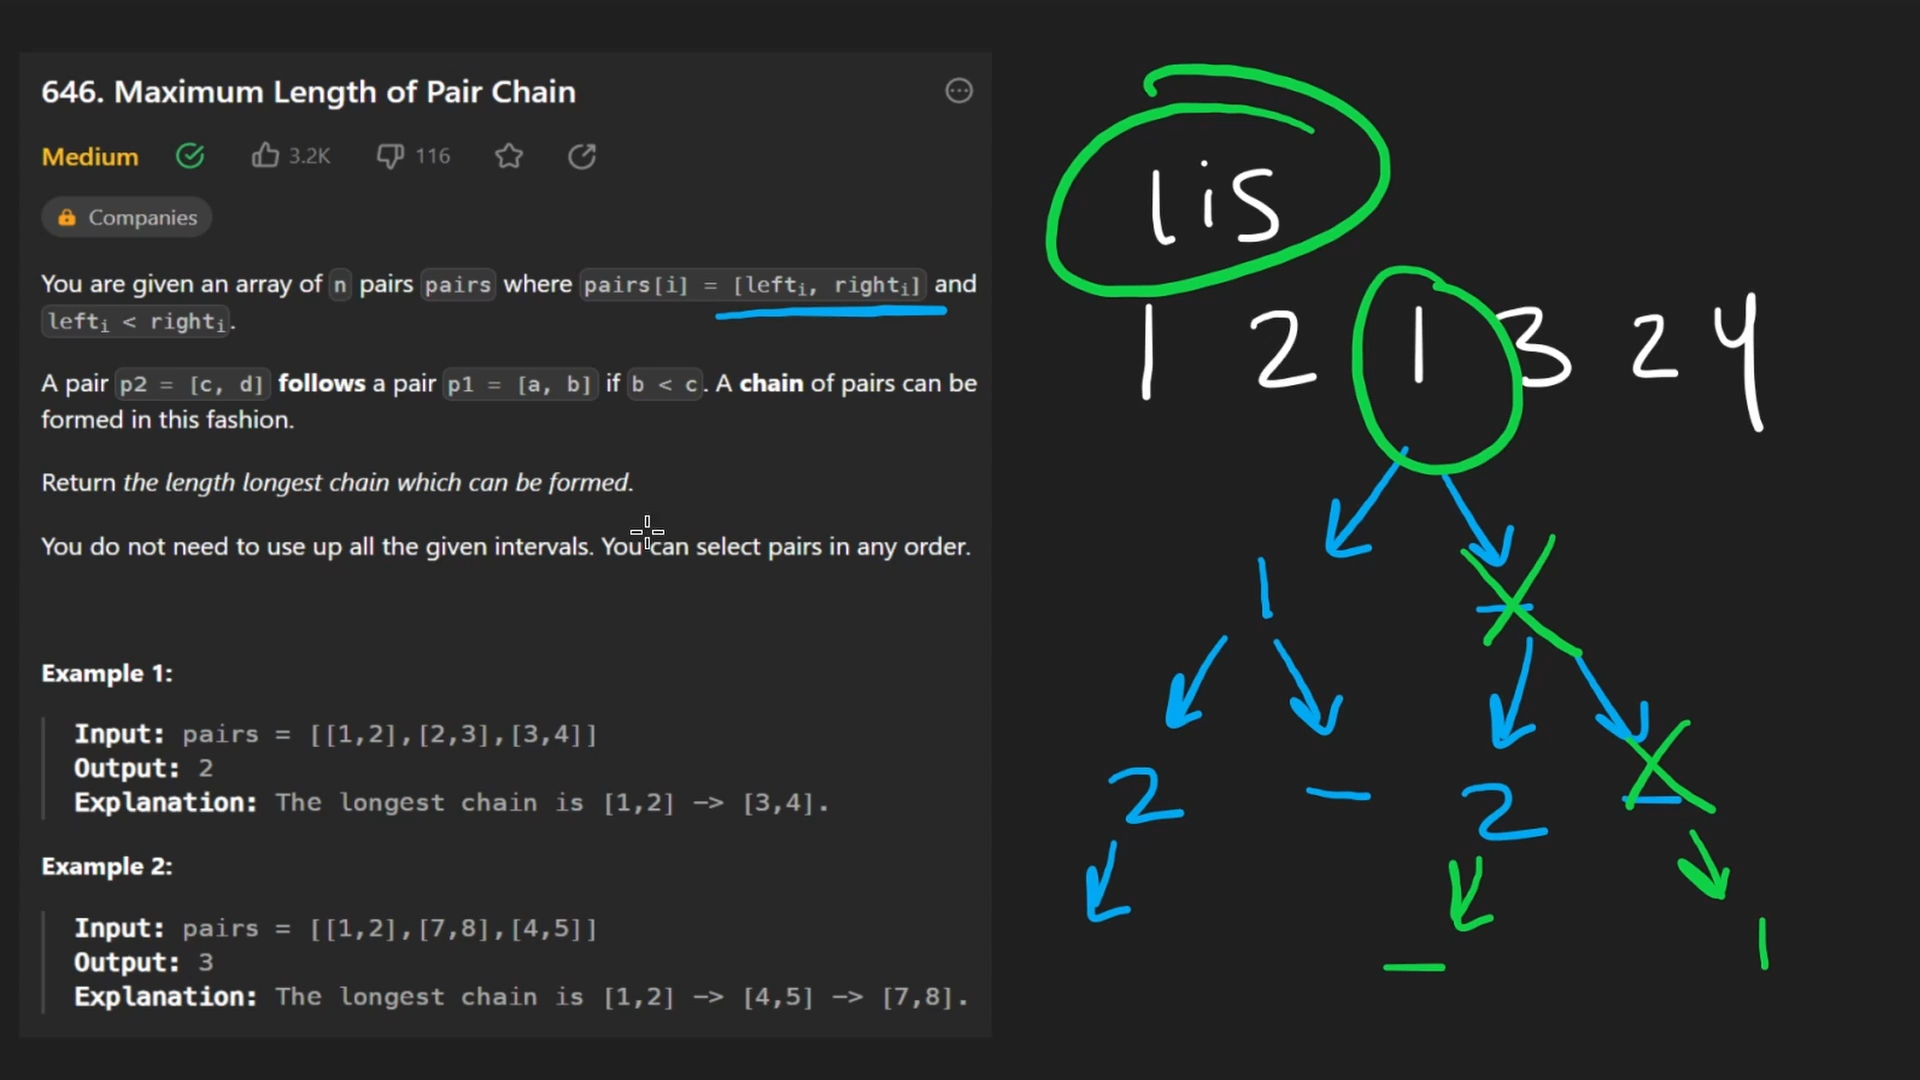 646. Maximum Length of Pair Chain
Medium 3.2K 116
Companies
You are given an array of n pairs pairs where pairs[i] = [lefti, righti] and
lefti < righti.
A pair p2 = [c, d] follows a pair p1 = [a, b] if b < c. A chain of pairs can be
formed in this fashion.
Return the length longest chain which can be formed.
You do not need to use up all the given intervals. You can select pairs in any order.
Example 1:
Input: pairs = [[1,2],[2,3],[3,4]]
Output: 2
Explanation: The longest chain is [1,2] -> [3,4].
Example 2:
Input: pairs = [[1,2],[7,8],[4,5]]
Output: 3
Explanation: The longest chain is [1,2] -> [4,5] -> [7,8].
lis
1 2 1 3 2 4
1 –
2 – 2 –
– 1